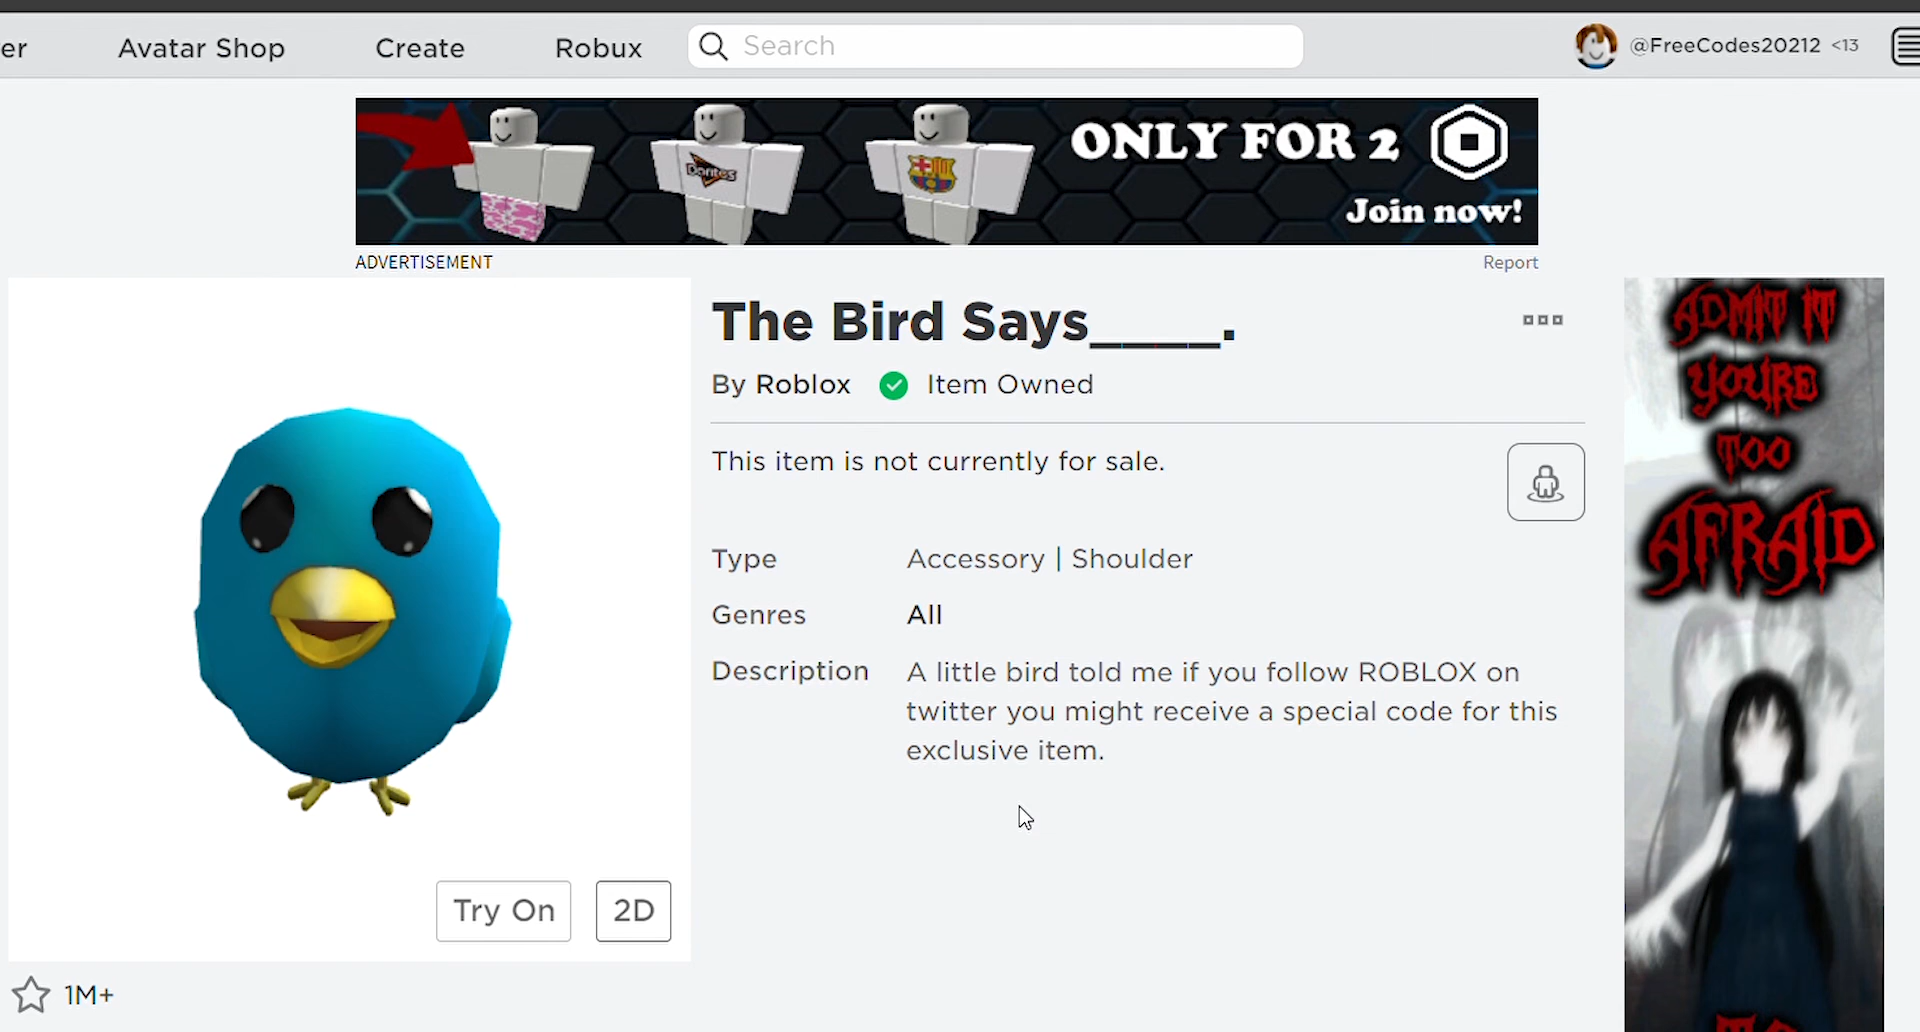 er Avatar Shop Create Robux Search @FreeCodes20212 <13
Doritos
ONLY FOR 2
Join now!
ADVERTISEMENT Report
The Bird Says____.
By Roblox Item Owned
This item is not currently for sale.
Type Accessory | Shoulder
Genres All
Description A little bird told me if you follow ROBLOX on
twitter you might receive a special code for this
exclusive item.
Try On 2D
1M+
ADMIT IT
YOURE
TOO
AFRAID